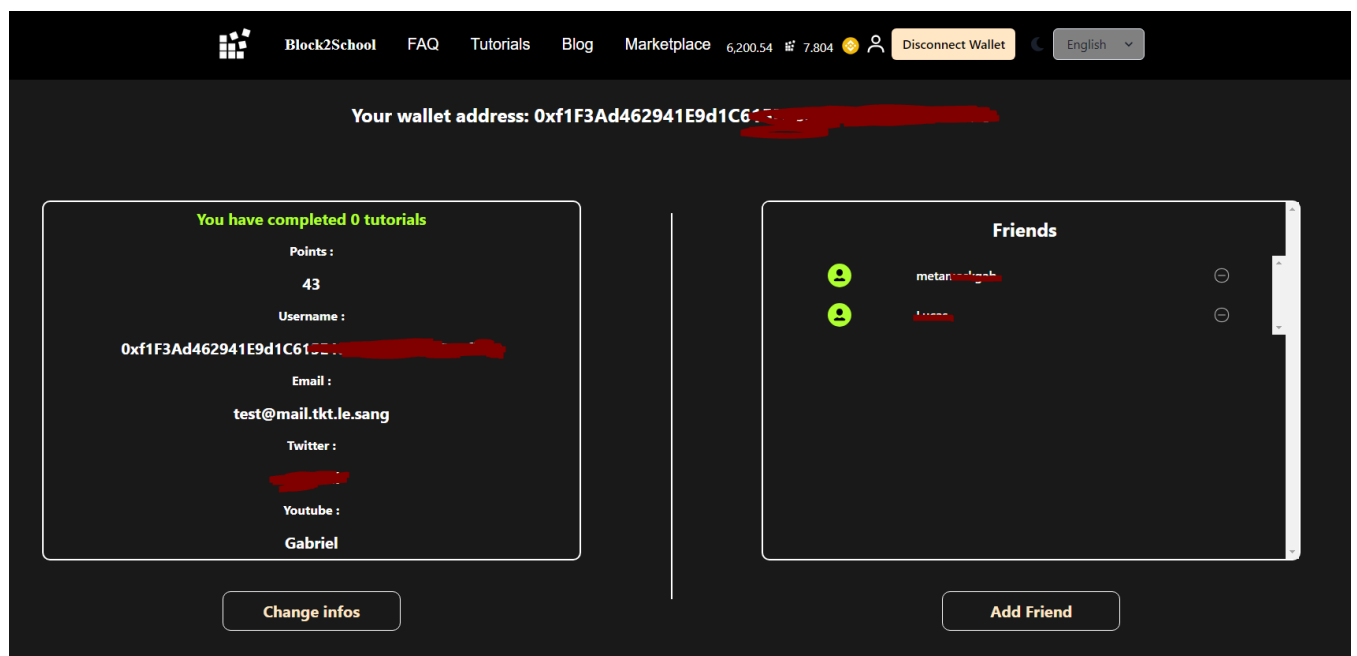 Block2School FAQ Tutorials Blog Marketplace 6,200.54 7.804 Disconnect Wallet English
Your wallet address: 0xf1F3Ad462941E9d1C6
You have completed 0 tutorials
Points :
43
Username :
0xf1F3Ad462941E9d1C61
Email :
test@mail.tkt.le.sang
Twitter :
Youtube :
Gabriel
Change infos
Friends
Add Friend